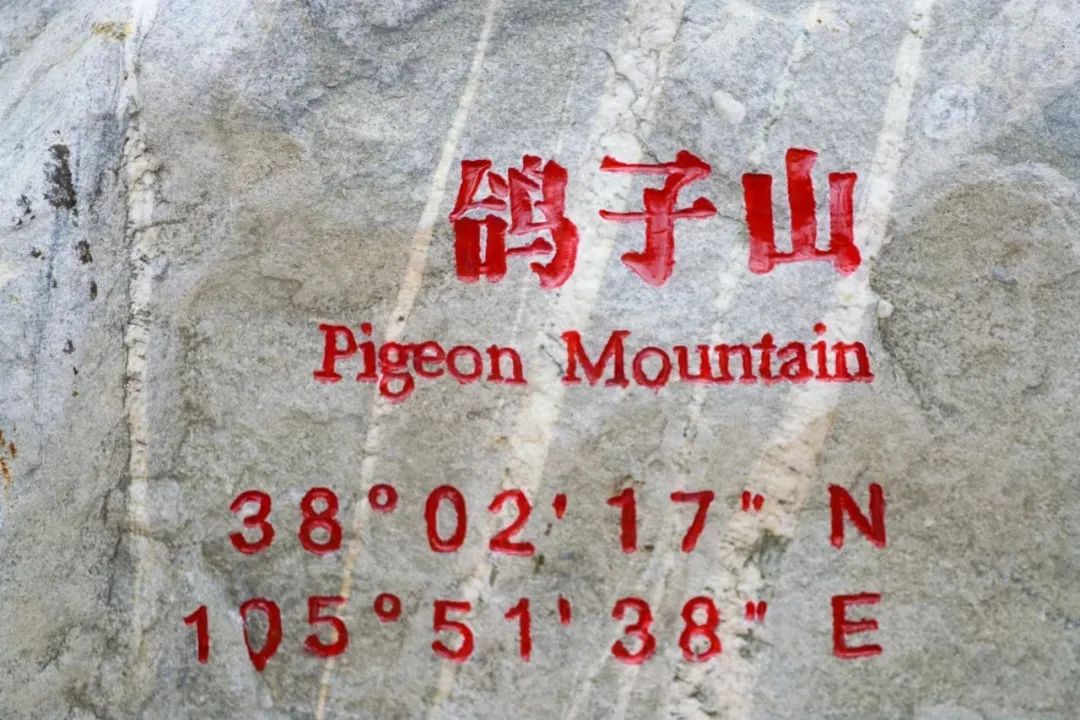 鸽子山
Pigeon Mountain
38°02'17" N
105°51'38" E